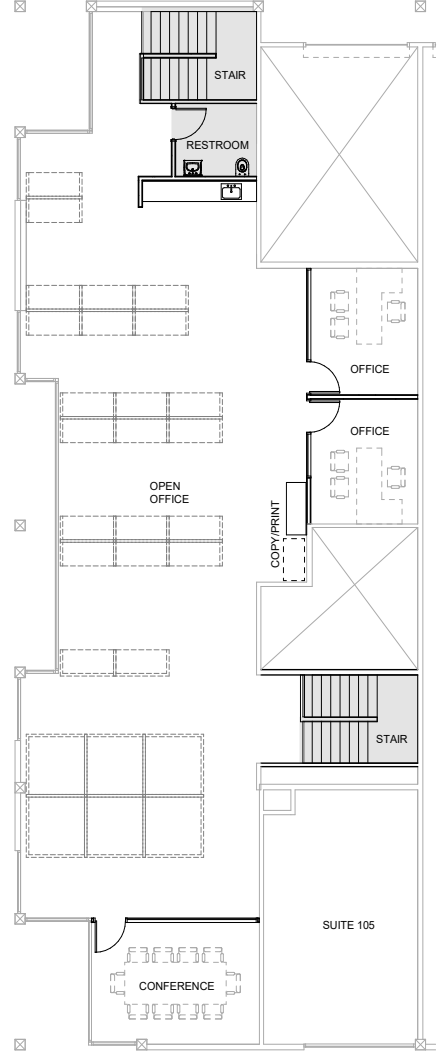 STAIR
RESTROOM
OFFICE
OFFICE
OPEN
OFFICE
COPY/PRINT
STAIR
SUITE 105
CONFERENCE